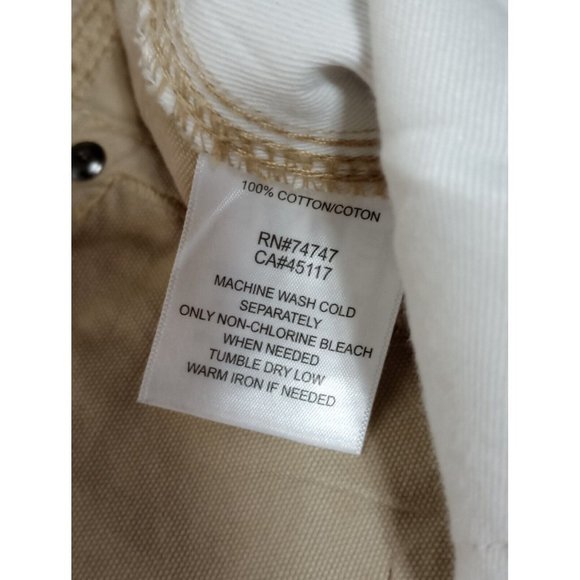 100% COTTON/COTON
RN#74747
CA#45117
MACHINE WASH COLD
SEPARATELY
ONLY NON-CHLORINE BLEACH
WHEN NEEDED
TUMBLE DRY LOW
WARM IRON IF NEEDED